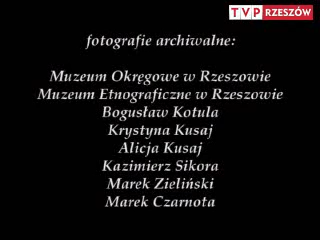 TVP RZESZÓW
fotografie archiwalne:
Muzeum Okręgowe w Rzeszowie
Muzeum Etnograficzne w Rzeszowie
Bogusław Kotula
Krystyna Kusaj
Alicja Kusaj
Kazimierz Sikora
Marek Zieliński
Marek Czarnota